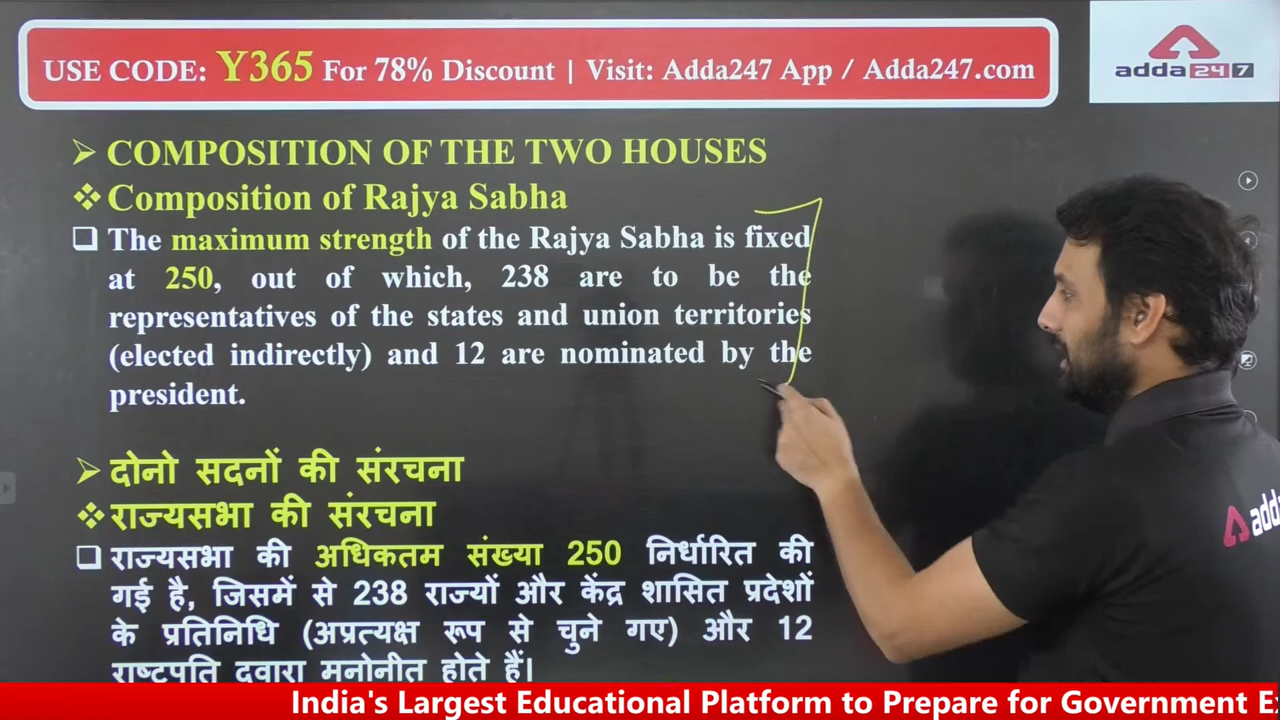 USE CODE: Y365 For 78% Discount | Visit: Adda247 App / Adda247.com
adda247
➢ COMPOSITION OF THE TWO HOUSES
❖ Composition of Rajya Sabha
❑ The maximum strength of the Rajya Sabha is fixed
at 250, out of which, 238 are to be the
representatives of the states and union territories
(elected indirectly) and 12 are nominated by the
president.
➢ दोनो सदनों की संरचना
❖ राज्यसभा की संरचना
❑ राज्यसभा की अधिकतम संख्या 250 निर्धारित की
गई है, जिसमें से 238 राज्यों और केंद्र शासित प्रदेशों
के प्रतिनिधि (अप्रत्यक्ष रूप से चुने गए) और 12
राष्ट्रपति द्वारा मनोनीत होते हैं।
add
India's Largest Educational Platform to Prepare for Government E